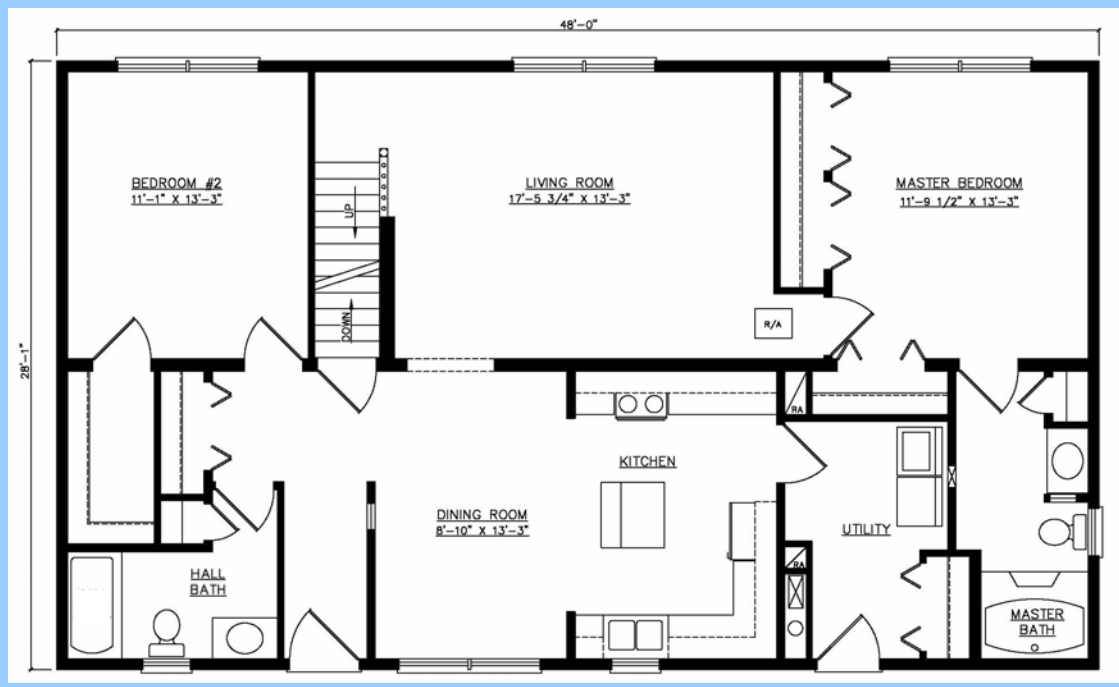 48'-0"
28'-1"
BEDROOM #2
11'-1" X 13'-3"
UP
DOWN
LIVING ROOM
17'-5 3/4" X 13'-3"
MASTER BEDROOM
11'-9 1/2" X 13'-3"
R/A
RA
KITCHEN
DINING ROOM
8'-10" X 13'-3"
UTILITY
RA
HALL
BATH
MASTER
BATH